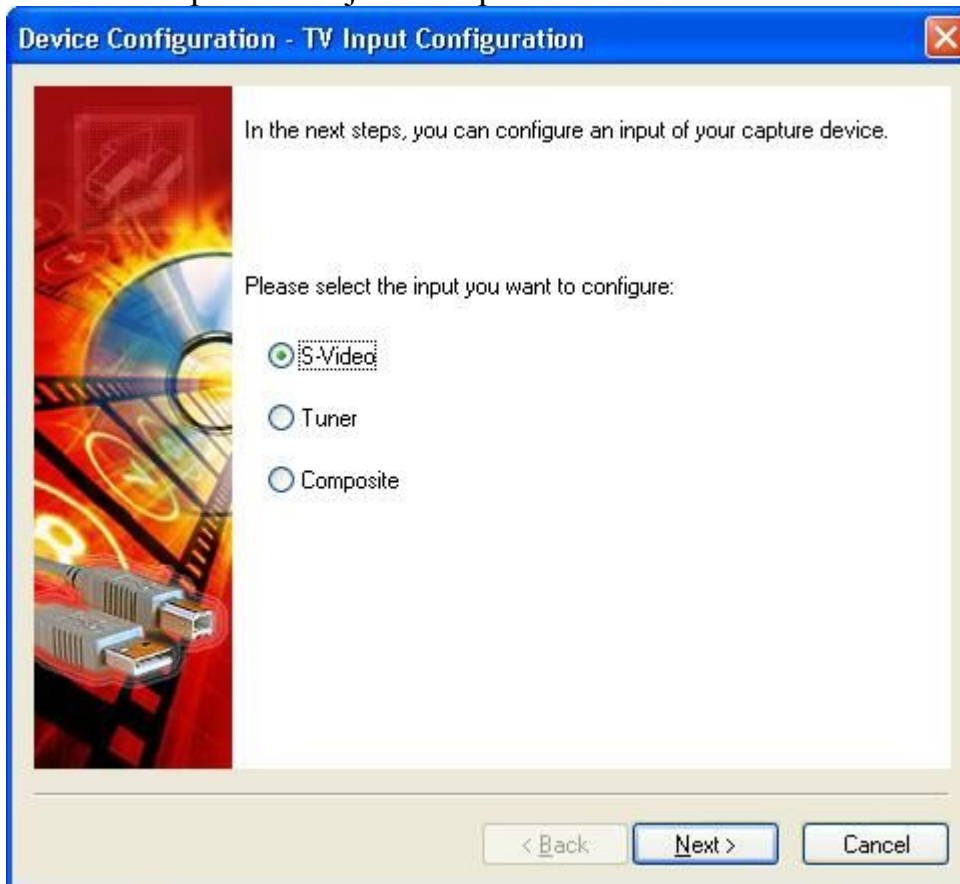 Device Configuration - TV Input Configuration
In the next steps, you can configure an input of your capture device.
Please select the input you want to configure:
S-Video
Tuner
Composite
< Back Next > Cancel